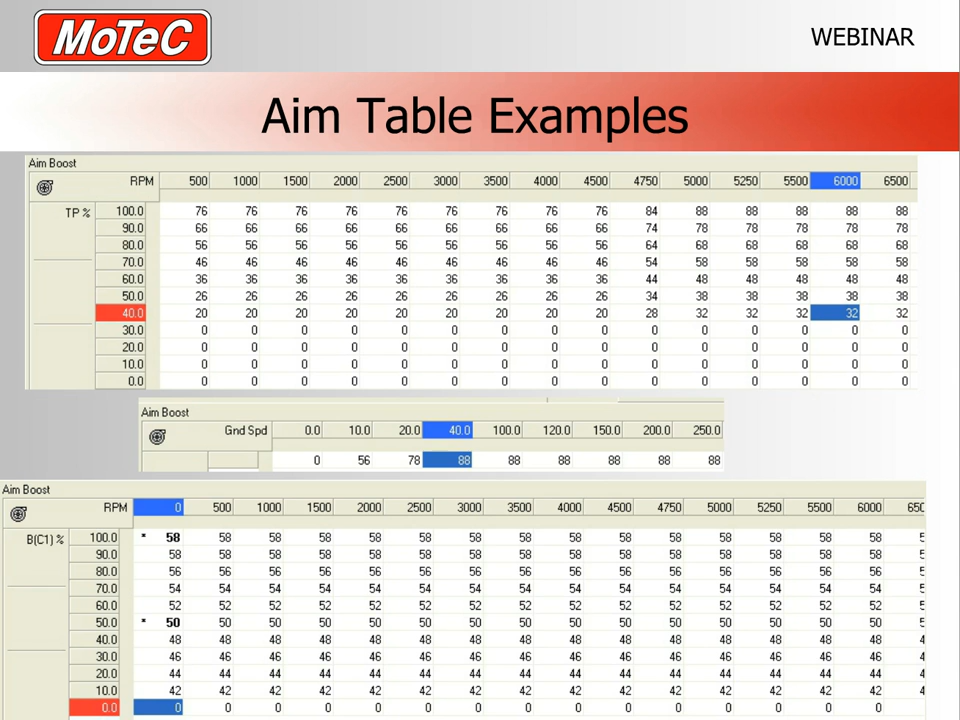 MoTeC
WEBINAR
Aim Table Examples
Aim Boost
RPM 500 1000 1500 2000 2500 3000 3500 4000 4500 4750 5000 5250 5500 6000 6500
TP % 100.0 76 76 76 76 76 76 76 76 76 84 88 88 88 88 88
90.0 66 66 66 66 66 66 66 66 66 74 78 78 78 78 78
80.0 56 56 56 56 56 56 56 56 56 64 68 68 68 68 68
70.0 46 46 46 46 46 46 46 46 46 54 58 58 58 58 58
60.0 36 36 36 36 36 36 36 36 36 44 48 48 48 48 48
50.0 26 26 26 26 26 26 26 26 26 34 38 38 38 38 38
40.0 20 20 20 20 20 20 20 20 20 28 32 32 32 32 32
30.0 0 0 0 0 0 0 0 0 0 0 0 0 0 0 0
20.0 0 0 0 0 0 0 0 0 0 0 0 0 0 0 0
10.0 0 0 0 0 0 0 0 0 0 0 0 0 0 0 0
0.0 0 0 0 0 0 0 0 0 0 0 0 0 0 0 0
Aim Boost
Gnd Spd 0.0 10.0 20.0 40.0 100.0 120.0 150.0 200.0 250.0
0 56 78 88 88 88 88 88 88
Aim Boost
RPM 0 500 1000 1500 2000 2500 3000 3500 4000 4500 4750 5000 5250 5500 6000 650
B(C1) % 100.0 * 58 58 58 58 58 58 58 58 58 58 58 58 58 58 58 5
90.0 58 58 58 58 58 58 58 58 58 58 58 58 58 58 58 5
80.0 56 56 56 56 56 56 56 56 56 56 56 56 56 56 56 5
70.0 54 54 54 54 54 54 54 54 54 54 54 54 54 54 54 5
60.0 52 52 52 52 52 52 52 52 52 52 52 52 52 52 52 5
50.0 * 50 50 50 50 50 50 50 50 50 50 50 50 50 50 50 5
40.0 48 48 48 48 48 48 48 48 48 48 48 48 48 48 48 4
30.0 46 46 46 46 46 46 46 46 46 46 46 46 46 46 46 4
20.0 44 44 44 44 44 44 44 44 44 44 44 44 44 44 44 4
10.0 42 42 42 42 42 42 42 42 42 42 42 42 42 42 42 4
0.0 0 0 0 0 0 0 0 0 0 0 0 0 0 0 0